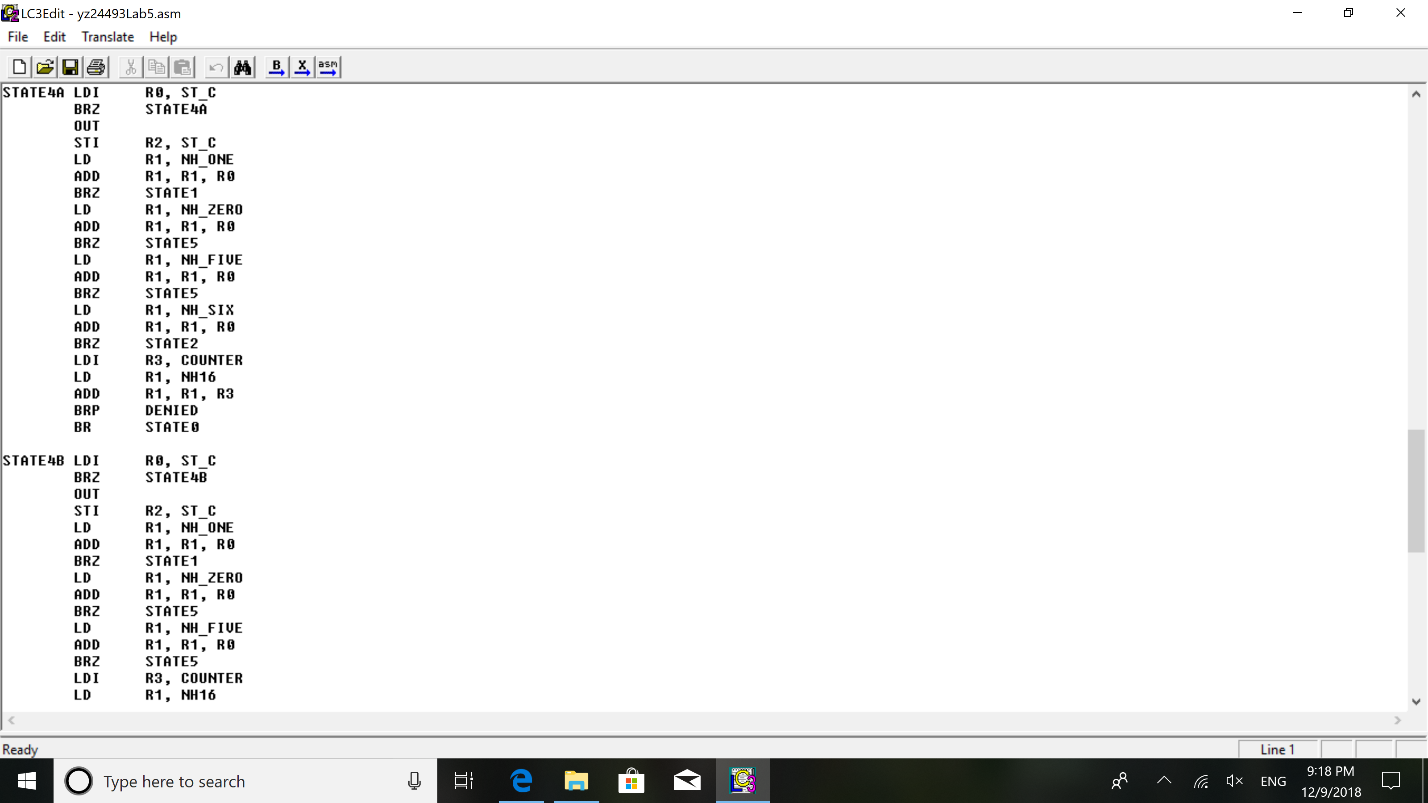 LC3Edit - yz24493Lab5.asm
File Edit Translate Help
B X asm
STATE4A LDI R0, ST_C
BRZ STATE4A
OUT
STI R2, ST_C
LD R1, NH_ONE
ADD R1, R1, R0
BRZ STATE1
LD R1, NH_ZERO
ADD R1, R1, R0
BRZ STATE5
LD R1, NH_FIVE
ADD R1, R1, R0
BRZ STATE5
LD R1, NH_SIX
ADD R1, R1, R0
BRZ STATE2
LDI R3, COUNTER
LD R1, NH16
ADD R1, R1, R3
BRP DENIED
BR STATE0
STATE4B LDI R0, ST_C
BRZ STATE4B
OUT
STI R2, ST_C
LD R1, NH_ONE
ADD R1, R1, R0
BRZ STATE1
LD R1, NH_ZERO
ADD R1, R1, R0
BRZ STATE5
LD R1, NH_FIVE
ADD R1, R1, R0
BRZ STATE5
LDI R3, COUNTER
LD R1, NH16
Ready Line 1
Type here to search ENG 9:18 PM
12/9/2018